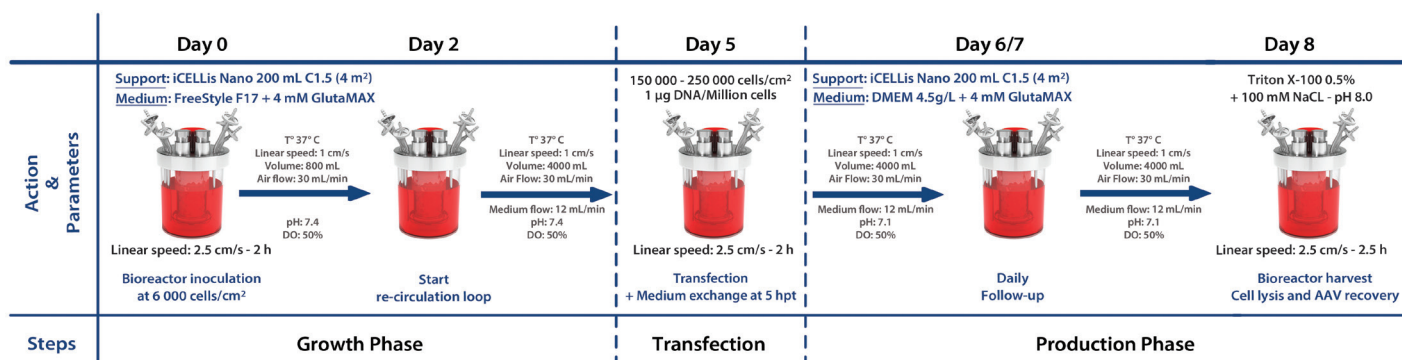 Day 0
Day 2
Day 5
Day 6/7
Day 8
Action
&
Parameters
Support: iCELLis Nano 200 mL C1.5 (4 m²)
Medium: FreeStyle F17 + 4 mM GlutaMAX
T° 37° C
Linear speed: 1 cm/s
Volume: 800 mL
Air flow: 30 mL/min
pH: 7.4
DO: 50%
Linear speed: 2.5 cm/s - 2 h
Bioreactor inoculation
at 6 000 cells/cm²
T° 37° C
Linear speed: 1 cm/s
Volume: 4000 mL
Air Flow: 30 mL/min
Medium flow: 12 mL/min
pH: 7.4
DO: 50%
Start
re-circulation loop
150 000 - 250 000 cells/cm²
1 µg DNA/Million cells
Linear speed: 2.5 cm/s - 2 h
Transfection
+ Medium exchange at 5 hpt
Support: iCELLis Nano 200 mL C1.5 (4 m²)
Medium: DMEM 4.5g/L + 4 mM GlutaMAX
T° 37° C
Linear speed: 1 cm/s
Volume: 4000 mL
Air Flow: 30 mL/min
Medium flow: 12 mL/min
pH: 7.1
DO: 50%
Daily
Follow-up
T° 37° C
Linear speed: 1 cm/s
Volume: 4000 mL
Air Flow: 30 mL/min
Medium flow: 12 mL/min
pH: 7.1
DO: 50%
Triton X-100 0.5%
+ 100 mM NaCL - pH 8.0
Linear speed: 2.5 cm/s - 2.5 h
Bioreactor harvest
Cell lysis and AAV recovery
Steps
Growth Phase
Transfection
Production Phase